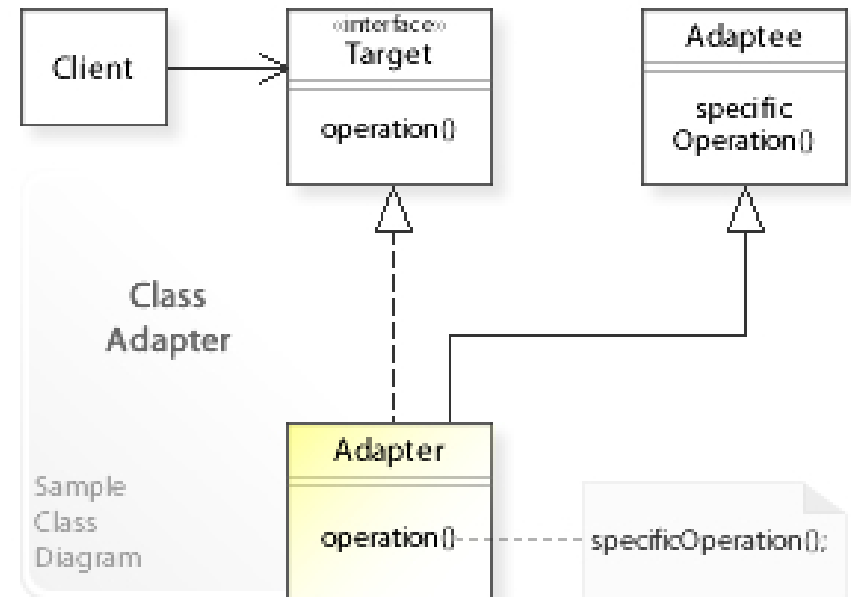 Client
«interface»
Target
operation()
Adaptee
specific
Operation()
Class
Adapter
Adapter
operation()
specificOperation();
Sample
Class
Diagram